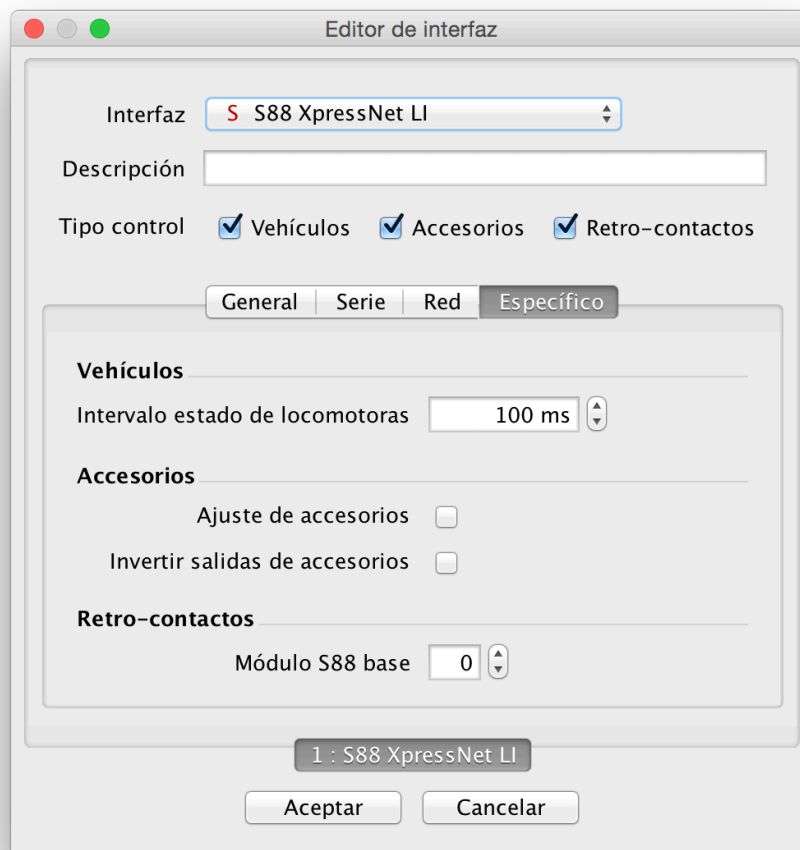 Editor de interfaz
Interfaz S S88 XpressNet LI
Descripción
Tipo control Vehículos Accesorios Retro-contactos
General Serie Red Específico
Vehículos
Intervalo estado de locomotoras 100 ms
Accesorios
Ajuste de accesorios
Invertir salidas de accesorios
Retro-contactos
Módulo S88 base 0
1 : S88 XpressNet LI
Aceptar Cancelar